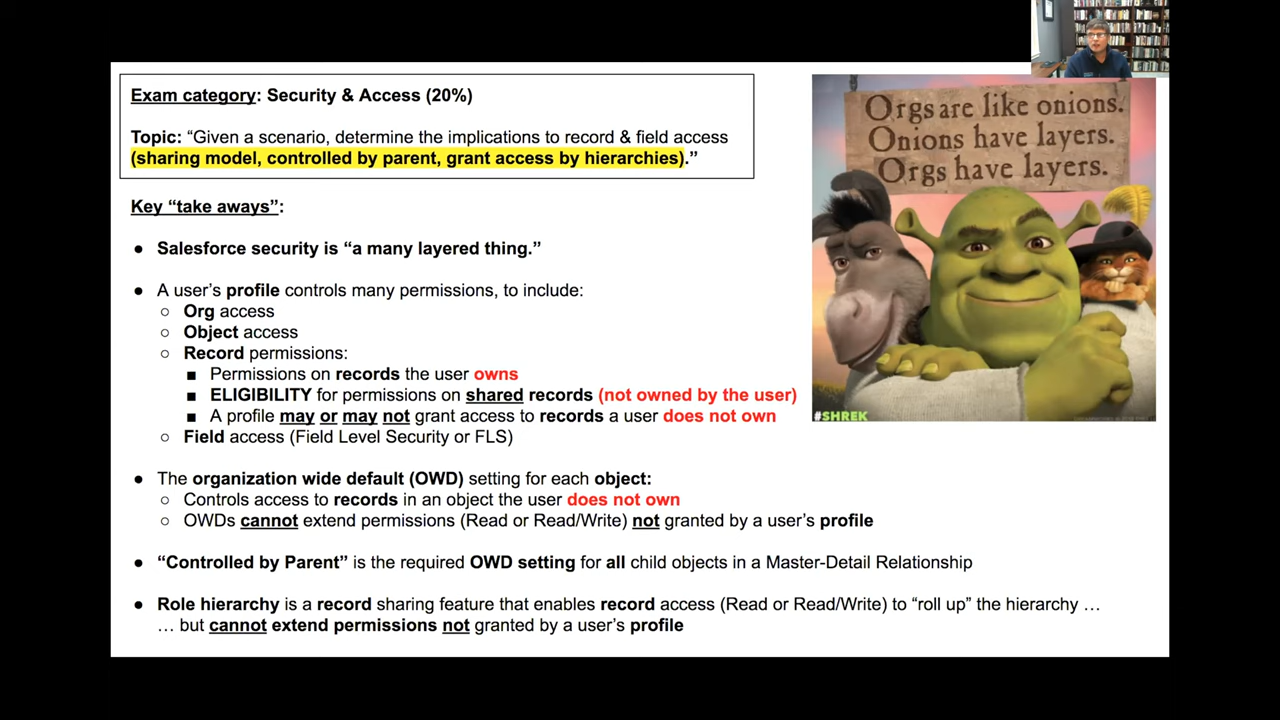 Exam category: Security & Access (20%)
Topic: “Given a scenario, determine the implications to record & field access
(sharing model, controlled by parent, grant access by hierarchies).”
Key “take aways”:
● Salesforce security is “a many layered thing.”
● A user’s profile controls many permissions, to include:
○ Org access
○ Object access
○ Record permissions:
■ Permissions on records the user owns
■ ELIGIBILITY for permissions on shared records (not owned by the user)
■ A profile may or may not grant access to records a user does not own
○ Field access (Field Level Security or FLS)
● The organization wide default (OWD) setting for each object:
○ Controls access to records in an object the user does not own
○ OWDs cannot extend permissions (Read or Read/Write) not granted by a user’s profile
● “Controlled by Parent” is the required OWD setting for all child objects in a Master-Detail Relationship
● Role hierarchy is a record sharing feature that enables record access (Read or Read/Write) to “roll up” the hierarchy …
… but cannot extend permissions not granted by a user’s profile
Orgs are like onions.
Onions have layers.
Orgs have layers.
#SHREK